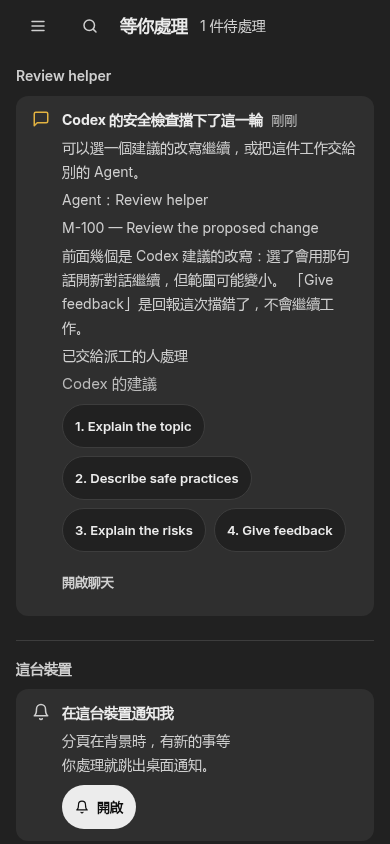 等你處理 1 件待處理
Review helper
Codex 的安全檢查擋下了這一輪 剛剛
可以選一個建議的改寫繼續，或把這件工作交給
別的 Agent。
Agent：Review helper
M-100 — Review the proposed change
前面幾個是 Codex 建議的改寫：選了會用那句
話開新對話繼續，但範圍可能變小。「Give
feedback」是回報這次擋錯了，不會繼續工
作。
已交給派工的人處理
Codex 的建議
1. Explain the topic
2. Describe safe practices
3. Explain the risks 4. Give feedback
開啟聊天
這台裝置
在這台裝置通知我
分頁在背景時，有新的事等
你處理就跳出桌面通知。
開啟